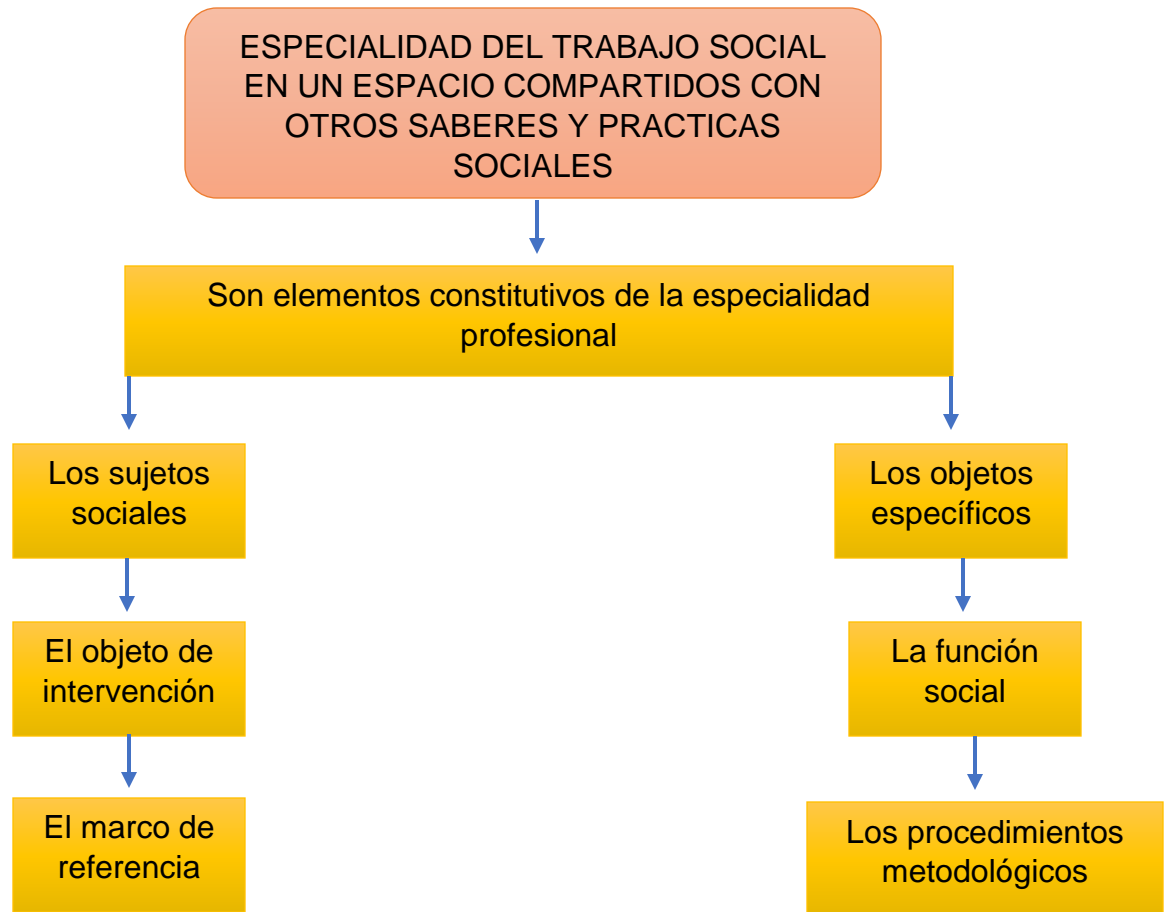 ESPECIALIDAD DEL TRABAJO SOCIAL
EN UN ESPACIO COMPARTIDOS CON
OTROS SABERES Y PRACTICAS
SOCIALES
Son elementos constitutivos de la especialidad
profesional
Los sujetos
sociales
El objeto de
intervención
El marco de
referencia
Los objetos
específicos
La función
social
Los procedimientos
metodológicos